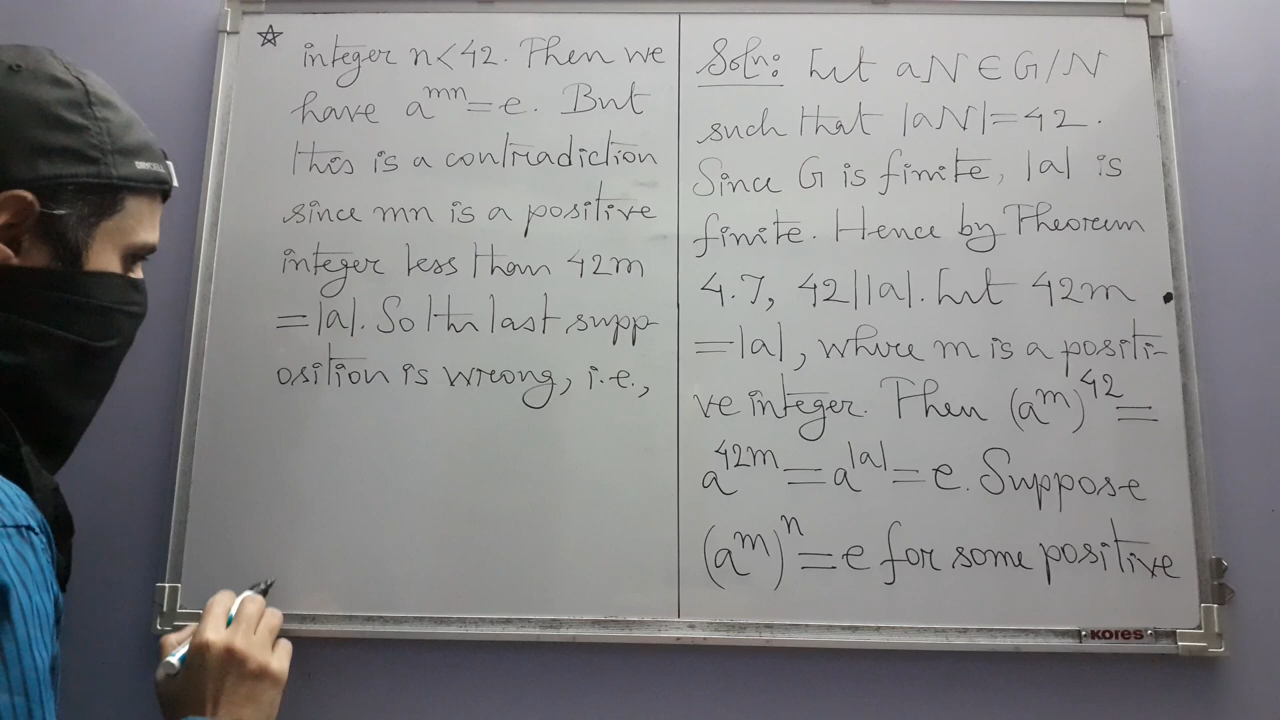 Soln: Let aN ∈ G/N
such that |aN|=42.
Since G is finite, |a| is
finite. Hence by Theorem
4.7, 42||a|. Let 42m
=|a|, where m is a positi-
ve integer. Then (a^m)^42=
a^42m=a^|a|=e. Suppose
(a^m)^n=e for some positive
☆ integer n<42. Then we
have a^mn=e. But
this is a contradiction
since mn is a positive
integer less than 42m
=|a|. So the last supp-
osition is wrong, i.e.,
KORES